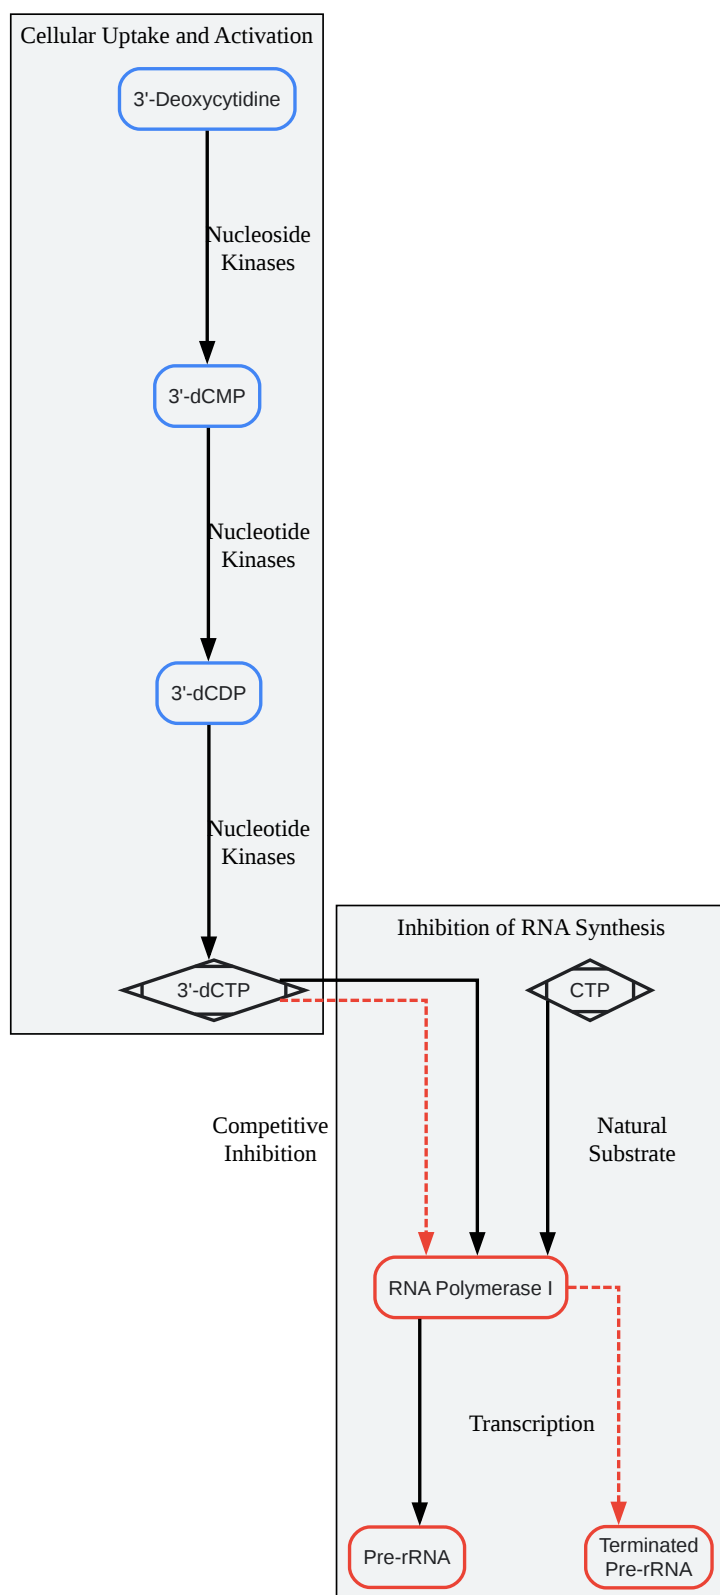 Cellular Uptake and Activation
3'-Deoxycytidine
Nucleoside
Kinases
3'-dCMP
Nucleotide
Kinases
3'-dCDP
Nucleotide
Kinases
Inhibition of RNA Synthesis
3'-dCTP
CTP
Competitive
Inhibition
Natural
Substrate
RNA Polymerase I
Transcription
Pre-rRNA
Terminated
Pre-rRNA